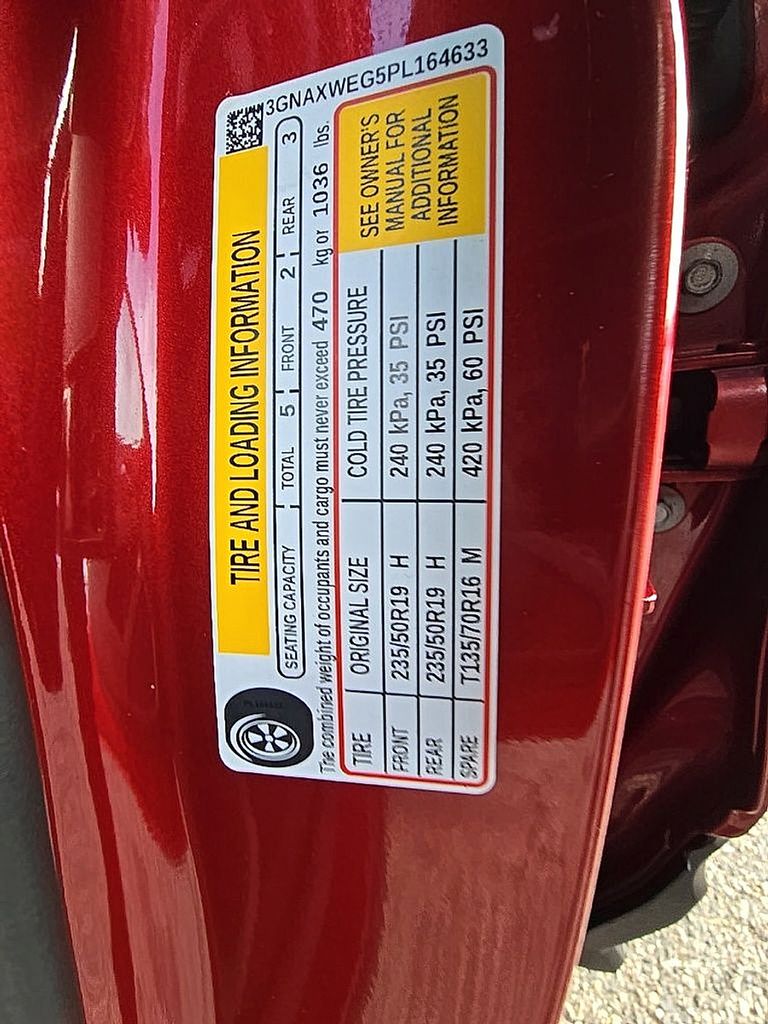 3GNAXWEG5PL164633
TIRE AND LOADING INFORMATION
SEATING CAPACITY TOTAL 5 FRONT 2 REAR 3
The combined weight of occupants and cargo must never exceed 470 kg or 1036 lbs.
TIRE ORIGINAL SIZE COLD TIRE PRESSURE
FRONT 235/50R19 H 240 kPa, 35 PSI
REAR 235/50R19 H 240 kPa, 35 PSI
SPARE T135/70R16 M 420 kPa, 60 PSI
SEE OWNER'S
MANUAL FOR
ADDITIONAL
INFORMATION